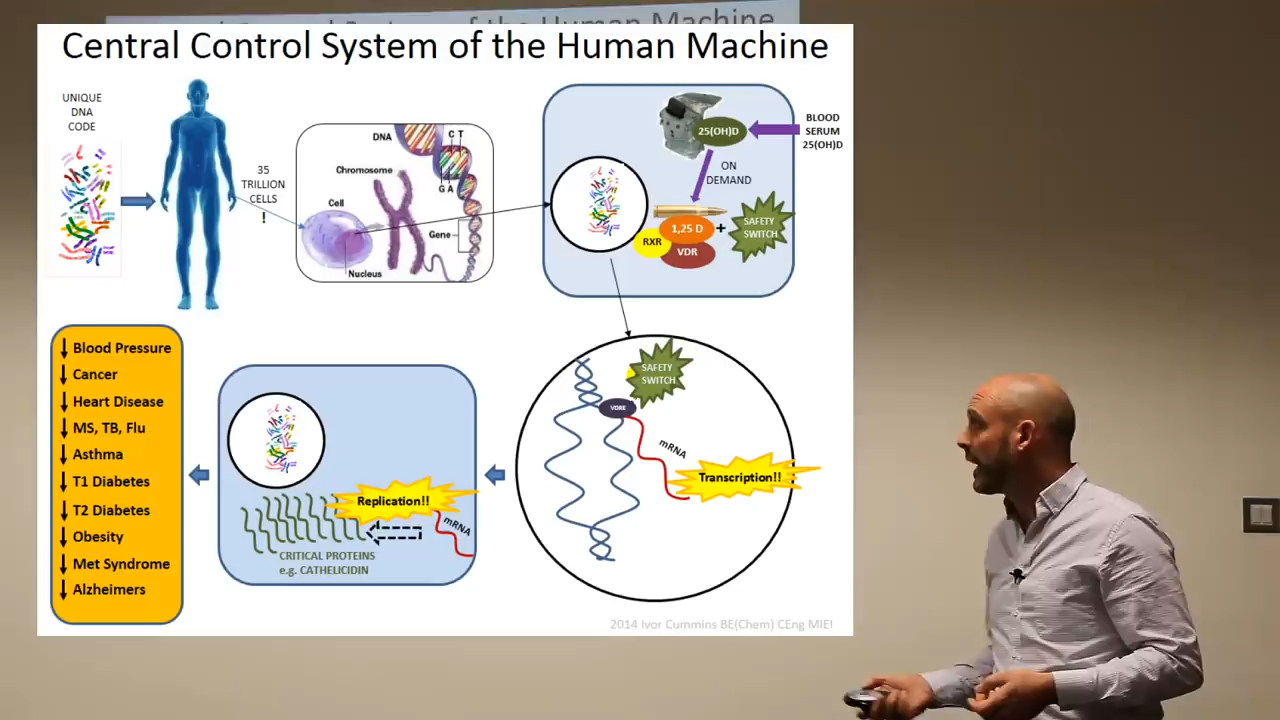 Central Control System of the Human Machine
UNIQUE
DNA
CODE
35
TRILLION
CELLS
!
DNA
C T
Chromosome
G A
Cell
Gene
Nucleus
25(OH)D
BLOOD
SERUM
25(OH)D
ON
DEMAND
SAFETY
SWITCH
1,25 D
+
RXR
VDR
SAFETY
SWITCH
VDRE
mRNA
Transcription!!
Replication!!
mRNA
CRITICAL PROTEINS
e.g. CATHELICIDIN
Blood Pressure
Cancer
Heart Disease
MS, TB, Flu
Asthma
T1 Diabetes
T2 Diabetes
Obesity
Met Syndrome
Alzheimers
2014 Ivor Cummins BE(Chem) CEng MIEI